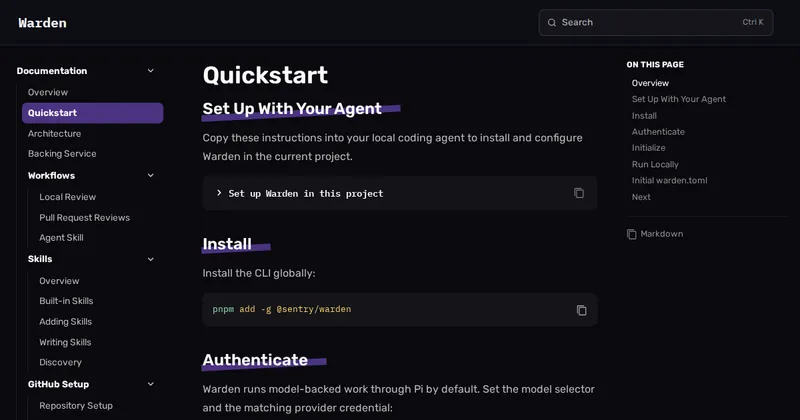 Warden
Search
Ctrl K
Documentation
Overview
Quickstart
Architecture
Backing Service
Workflows
Local Review
Pull Request Reviews
Agent Skill
Skills
Overview
Built-in Skills
Adding Skills
Writing Skills
Discovery
GitHub Setup
Repository Setup
Quickstart
Set Up With Your Agent
Copy these instructions into your local coding agent to install and configure
Warden in the current project.
Set up Warden in this project
Install
Install the CLI globally:
pnpm add -g @sentry/warden
Authenticate
Warden runs model-backed work through Pi by default. Set the model selector
and the matching provider credential:
ON THIS PAGE
Overview
Set Up With Your Agent
Install
Authenticate
Initialize
Run Locally
Initial warden.toml
Next
Markdown